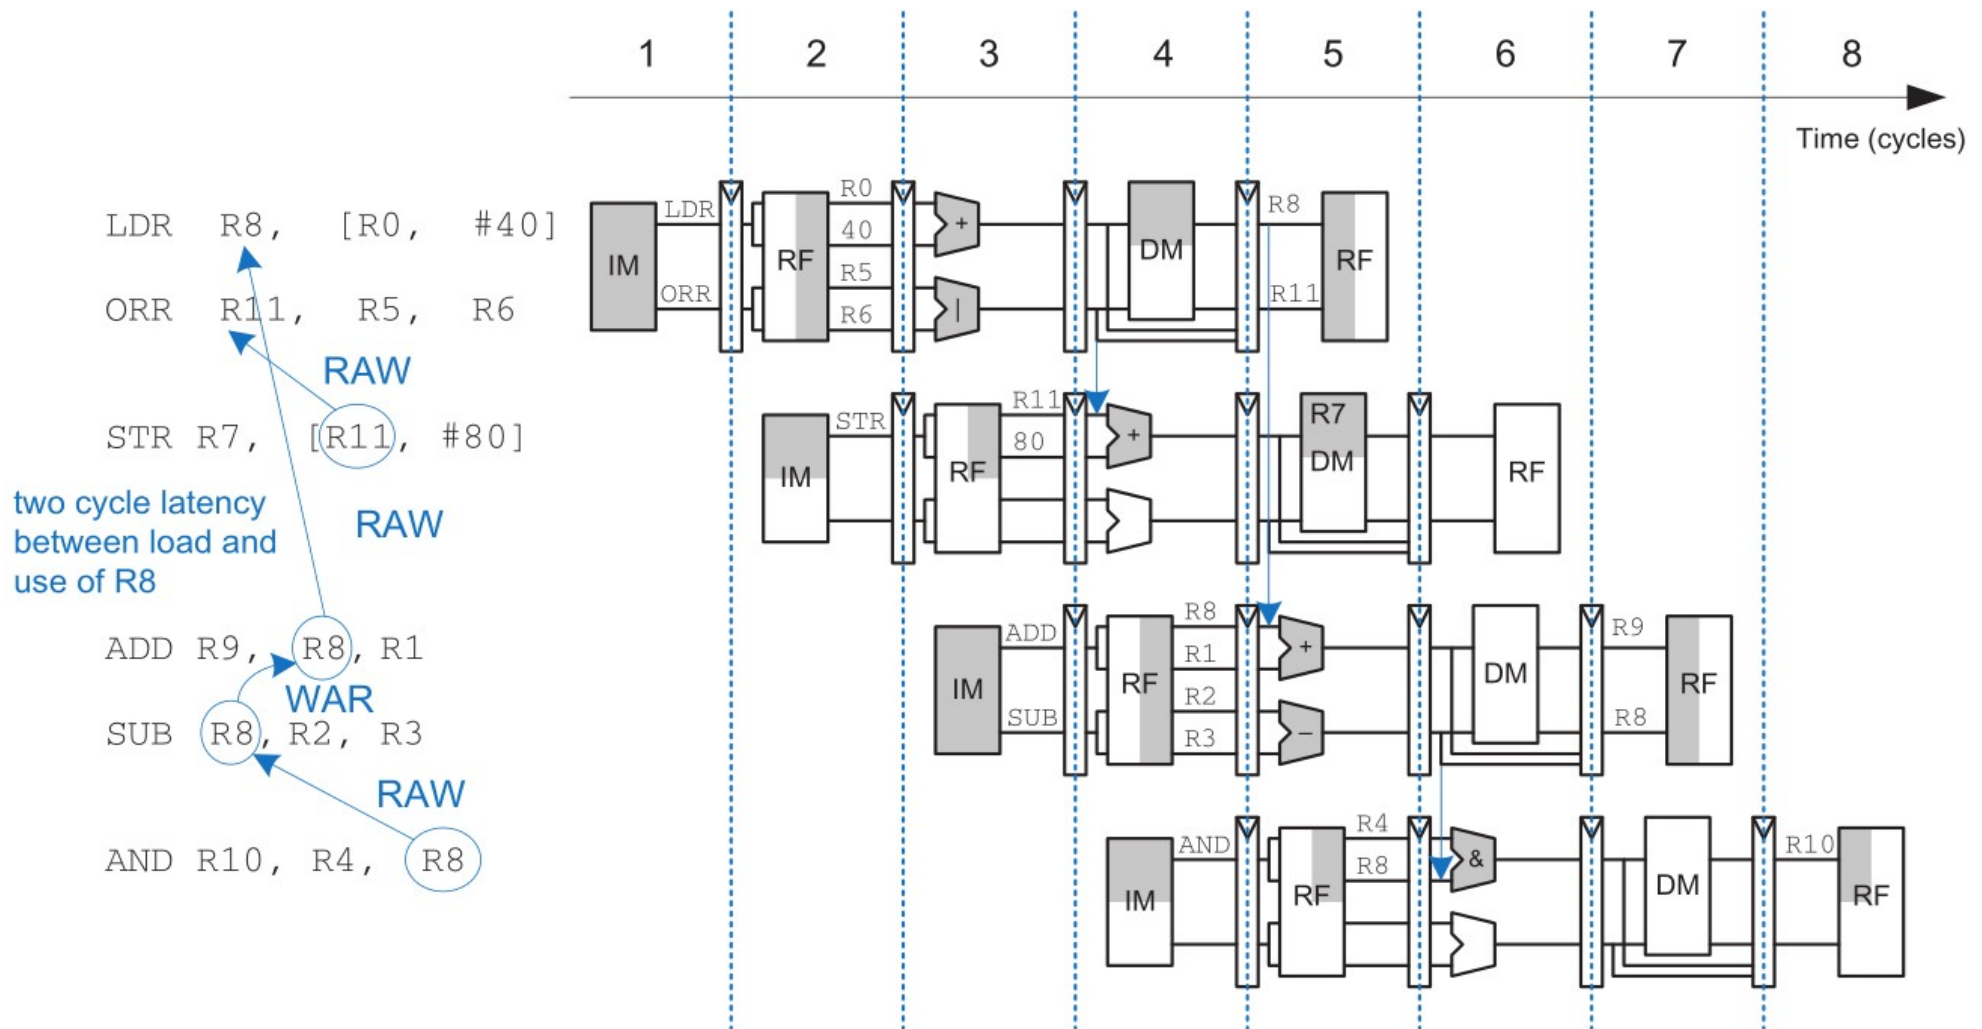 1 2 3 4 5 6 7 8
Time (cycles)
LDR R8, [R0, #40]
ORR R11, R5, R6
RAW
STR R7, [R11, #80]
two cycle latency
between load and
use of R8
RAW
ADD R9, R8, R1
WAR
SUB R8, R2, R3
RAW
AND R10, R4, R8
IM
LDR
ORR
RF
R0
40
R5
R6
+
|
DM
R8
R11
RF
IM
STR
RF
R11
80
+
R7
DM
RF
IM
ADD
SUB
RF
R8
R1
R2
R3
+
−
DM
R9
R8
RF
IM
AND
RF
R4
R8
&
DM
R10
RF